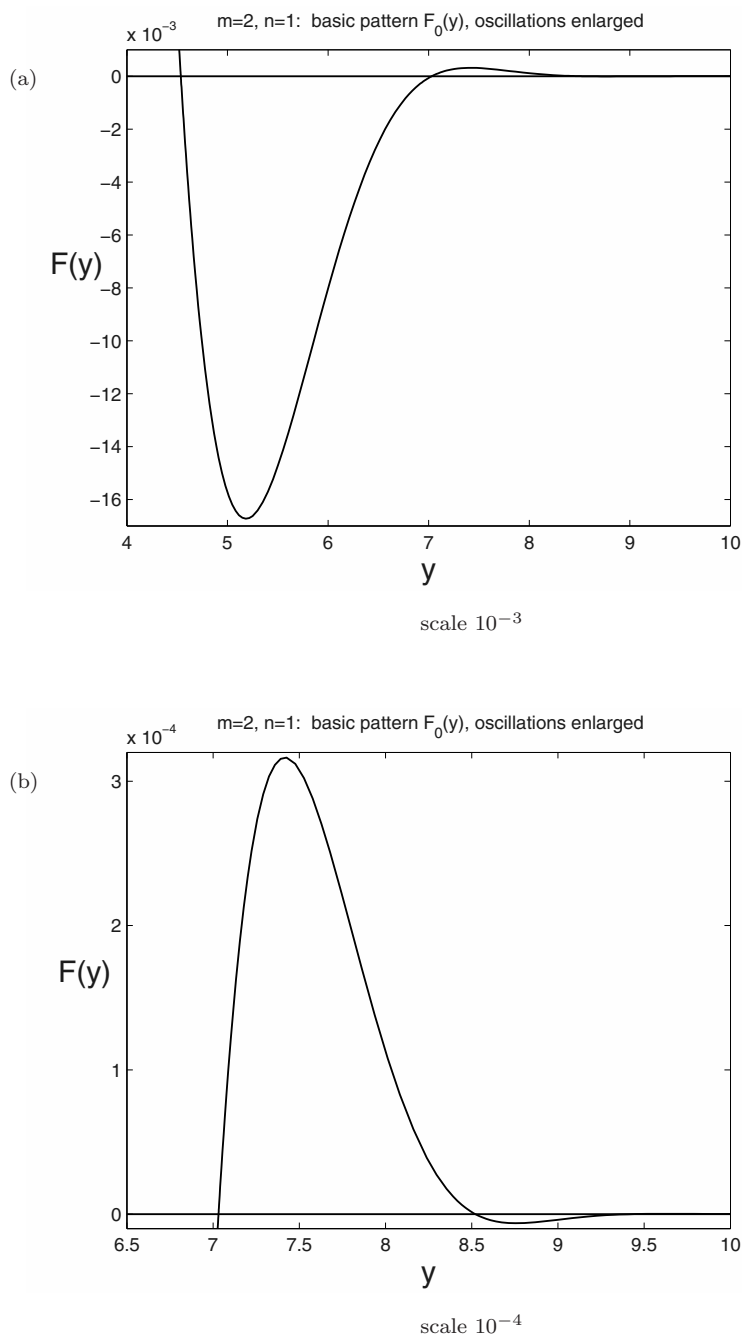 m=2, n=1: basic pattern F₀(y), oscillations enlarged
x 10⁻³
(a)
0
−2
−4
−6
F(y)
−8
−10
−12
−14
−16
4 5 6 7 8 9 10
y
scale 10⁻³
m=2, n=1: basic pattern F₀(y), oscillations enlarged
x 10⁻⁴
(b)
3
2
F(y)
1
0
6.5 7 7.5 8 8.5 9 9.5 10
y
scale 10⁻⁴